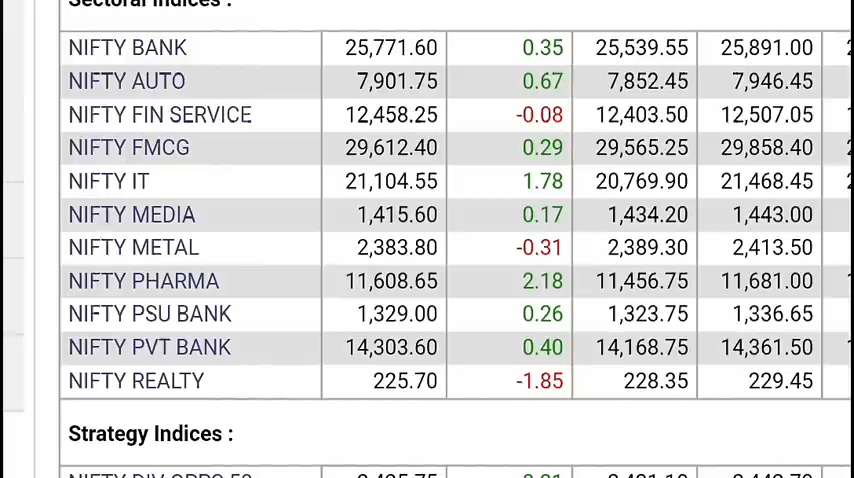 Sectoral Indices :
NIFTY BANK 25,771.60 0.35 25,539.55 25,891.00
NIFTY AUTO 7,901.75 0.67 7,852.45 7,946.45
NIFTY FIN SERVICE 12,458.25 -0.08 12,403.50 12,507.05
NIFTY FMCG 29,612.40 0.29 29,565.25 29,858.40
NIFTY IT 21,104.55 1.78 20,769.90 21,468.45
NIFTY MEDIA 1,415.60 0.17 1,434.20 1,443.00
NIFTY METAL 2,383.80 -0.31 2,389.30 2,413.50
NIFTY PHARMA 11,608.65 2.18 11,456.75 11,681.00
NIFTY PSU BANK 1,329.00 0.26 1,323.75 1,336.65
NIFTY PVT BANK 14,303.60 0.40 14,168.75 14,361.50
NIFTY REALTY 225.70 -1.85 228.35 229.45
Strategy Indices :